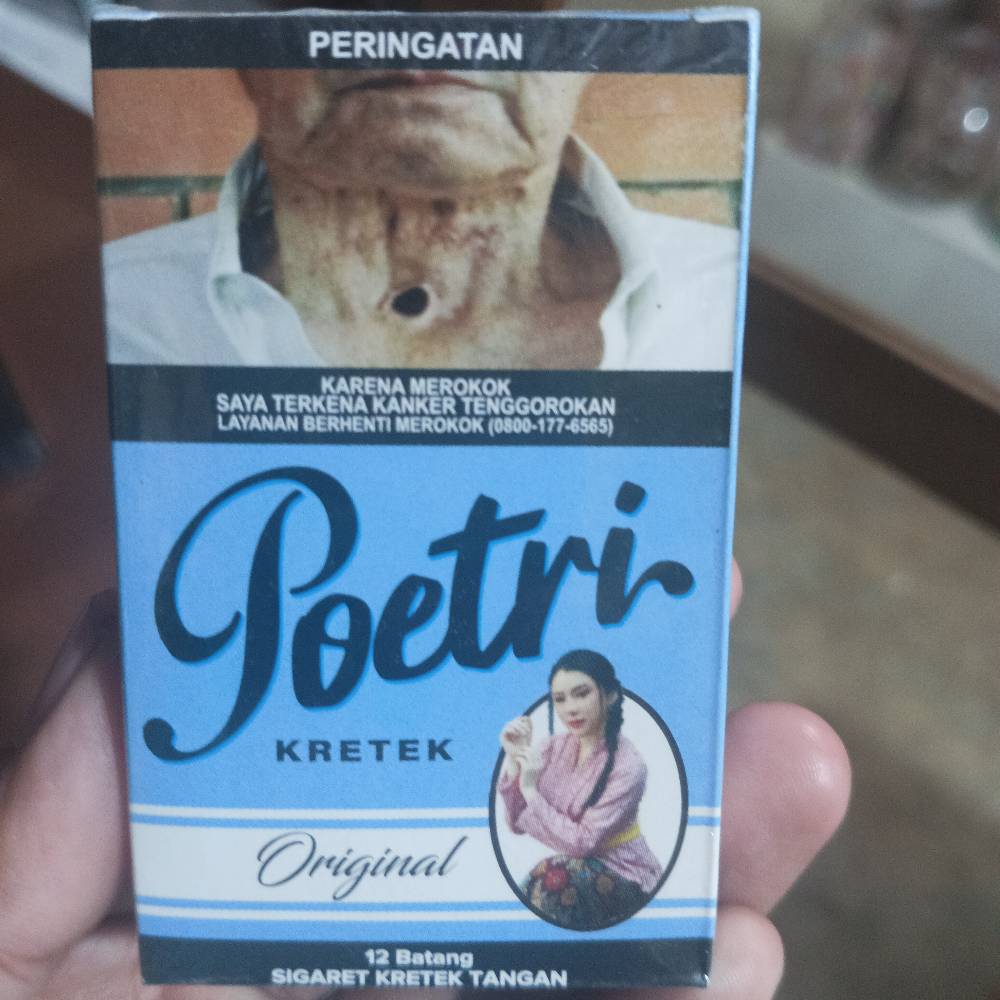 PERINGATAN
KARENA MEROKOK
SAYA TERKENA KANKER TENGGOROKAN
LAYANAN BERHENTI MEROKOK (0800-177-6565)
Poetri
KRETEK
Original
12 Batang
SIGARET KRETEK TANGAN